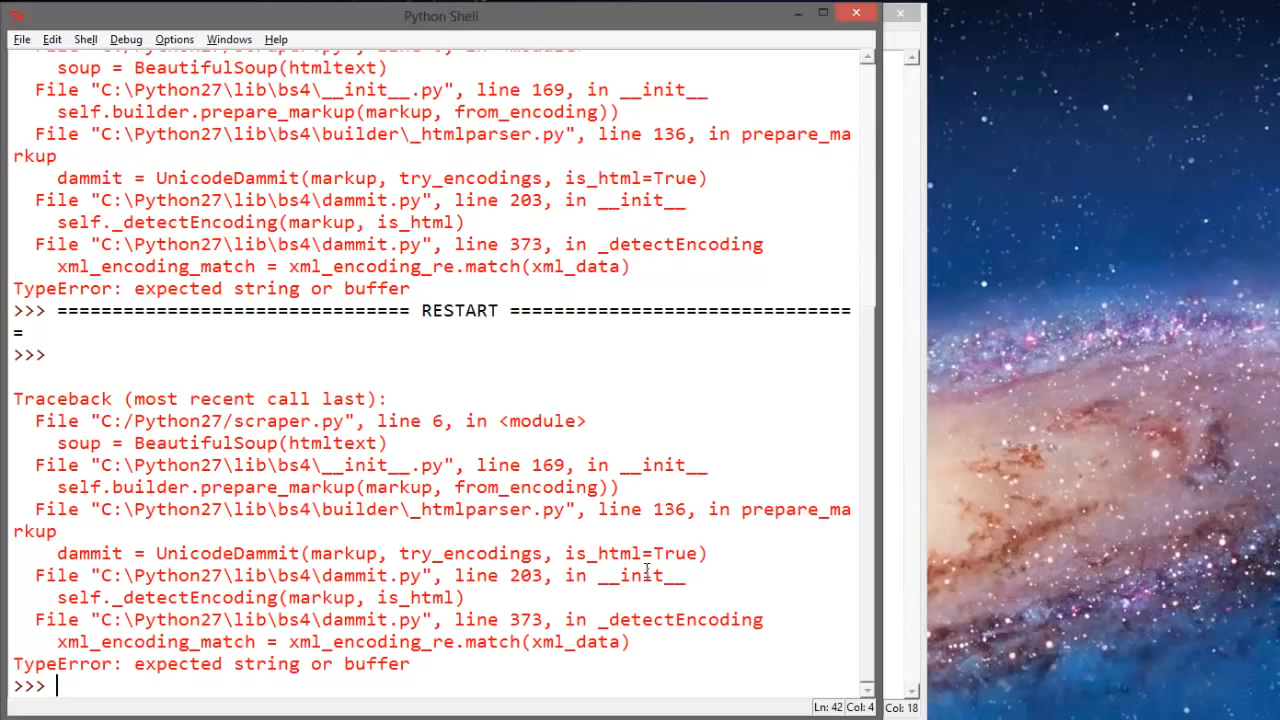 Python Shell
File Edit Shell Debug Options Windows Help
soup = BeautifulSoup(htmltext)
File "C:\Python27\lib\bs4\__init__.py", line 169, in __init__
self.builder.prepare_markup(markup, from_encoding))
File "C:\Python27\lib\bs4\builder\_htmlparser.py", line 136, in prepare_ma
rkup
dammit = UnicodeDammit(markup, try_encodings, is_html=True)
File "C:\Python27\lib\bs4\dammit.py", line 203, in __init__
self._detectEncoding(markup, is_html)
File "C:\Python27\lib\bs4\dammit.py", line 373, in _detectEncoding
xml_encoding_match = xml_encoding_re.match(xml_data)
TypeError: expected string or buffer
>>> ================================ RESTART ===============================
=
>>>
Traceback (most recent call last):
File "C:/Python27/scraper.py", line 6, in <module>
soup = BeautifulSoup(htmltext)
File "C:\Python27\lib\bs4\__init__.py", line 169, in __init__
self.builder.prepare_markup(markup, from_encoding))
File "C:\Python27\lib\bs4\builder\_htmlparser.py", line 136, in prepare_ma
rkup
dammit = UnicodeDammit(markup, try_encodings, is_html=True)
File "C:\Python27\lib\bs4\dammit.py", line 203, in __init__
self._detectEncoding(markup, is_html)
File "C:\Python27\lib\bs4\dammit.py", line 373, in _detectEncoding
xml_encoding_match = xml_encoding_re.match(xml_data)
TypeError: expected string or buffer
>>>
Ln: 42 Col: 4 Col: 18